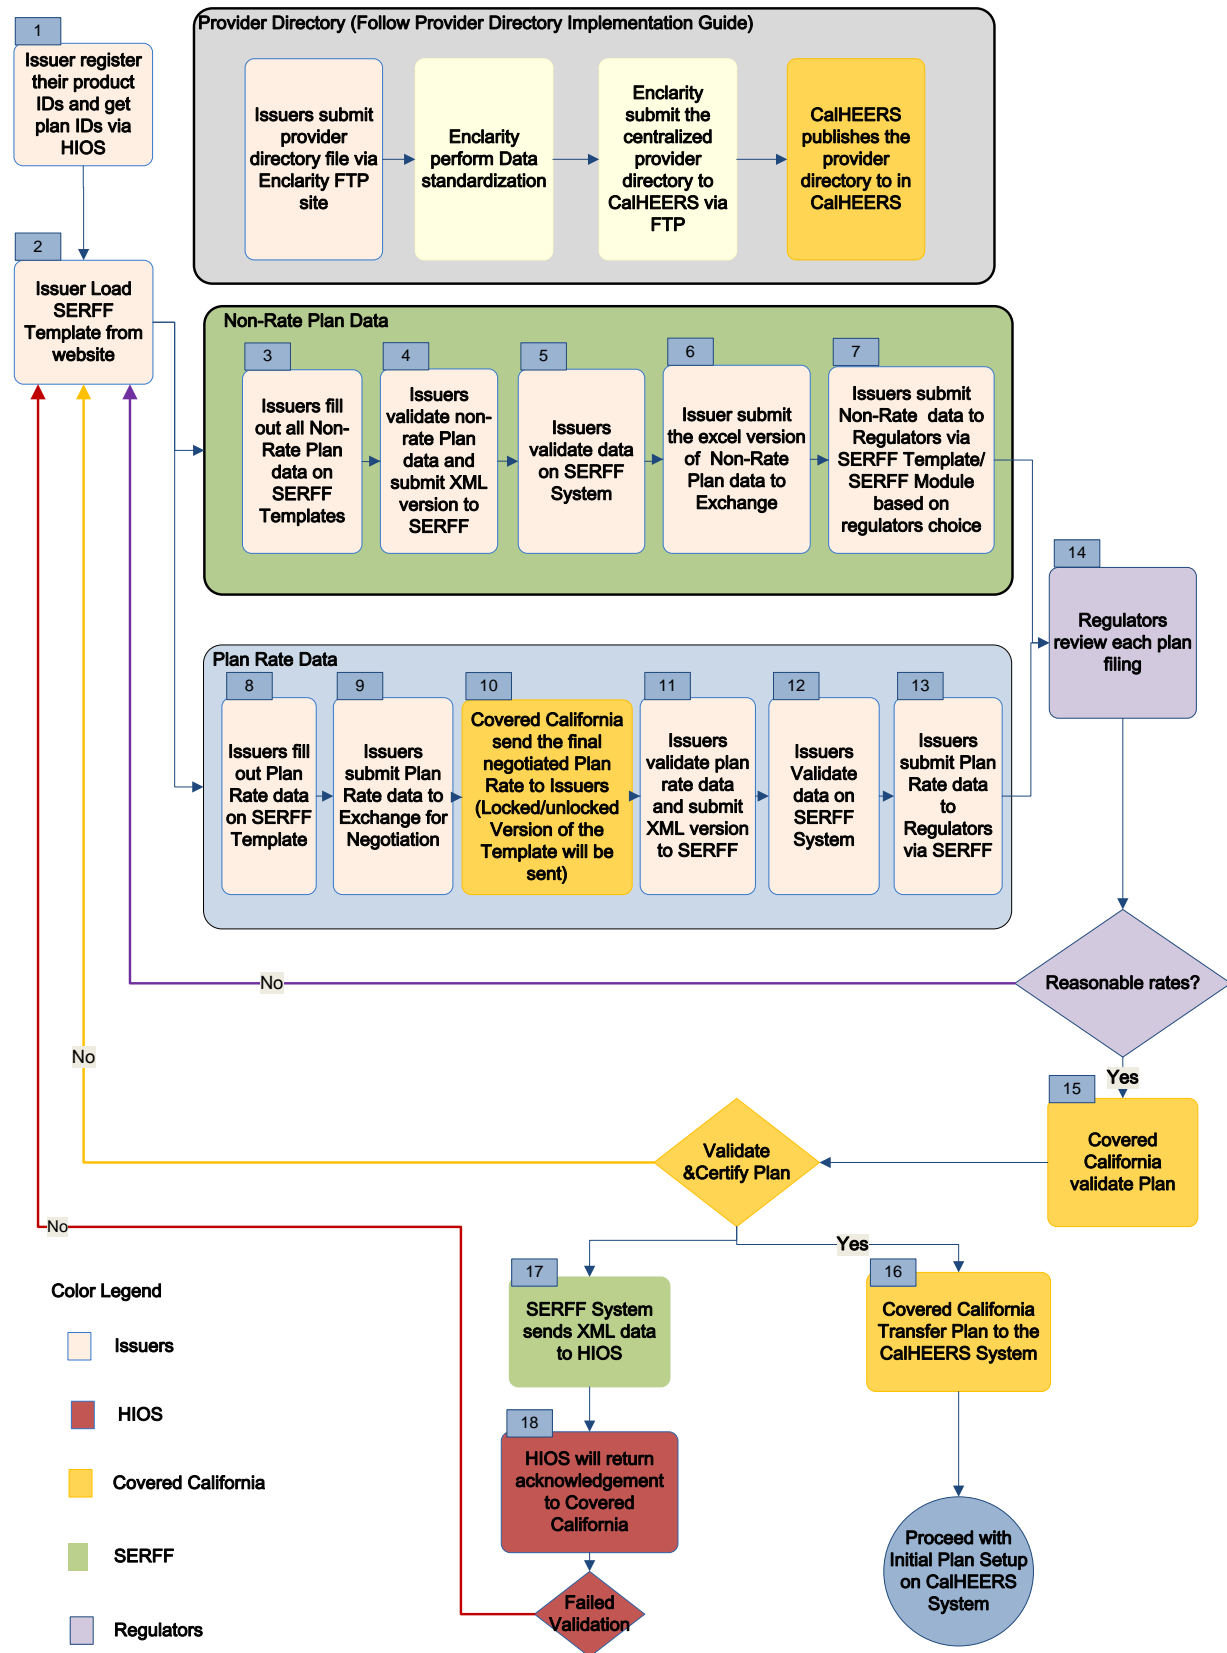 Provider Directory (Follow Provider Directory Implementation Guide)
1
Issuer register
their product
IDs and get
plan IDs via
HIOS
Issuers submit
provider
directory file via
Enclarity FTP
site
Enclarity
perform Data
standardization
Enclarity
submit the
centralized
provider
directory to
CalHEERS via
FTP
CalHEERS
publishes the
provider
directory to in
CalHEERS
2
Issuer Load
SERFF
Template from
website
Non-Rate Plan Data
3
Issuers fill
out all Non-
Rate Plan
data on
SERFF
Templates
4
Issuers
validate non-
rate Plan
data and
submit XML
version to
SERFF
5
Issuers
validate data
on SERFF
System
6
Issuer submit
the excel version
of Non-Rate
Plan data to
Exchange
7
Issuers submit
Non-Rate data to
Regulators via
SERFF Template/
SERFF Module
based on
regulators choice
14
Regulators
review each plan
filing
Plan Rate Data
8
Issuers fill
out Plan
Rate data
on SERFF
Template
9
Issuers
submit Plan
Rate data to
Exchange for
Negotiation
10
Covered California
send the final
negotiated Plan
Rate to Issuers
(Locked/unlocked
Version of the
Template will be
sent)
11
Issuers
validate plan
rate data
and submit
XML version
to SERFF
12
Issuers
Validate
data on
SERFF
System
13
Issuers
submit Plan
Rate data
to
Regulators
via SERFF
No
Reasonable rates?
No
Yes
15
Covered
California
validate Plan
Validate
&Certify Plan
No
Yes
17
SERFF System
sends XML data
to HIOS
16
Covered California
Transfer Plan to the
CalHEERS System
18
HIOS will return
acknowledgement
to Covered
California
Failed
Validation
Proceed with
Initial Plan Setup
on CalHEERS
System
Color Legend
Issuers
HIOS
Covered California
SERFF
Regulators